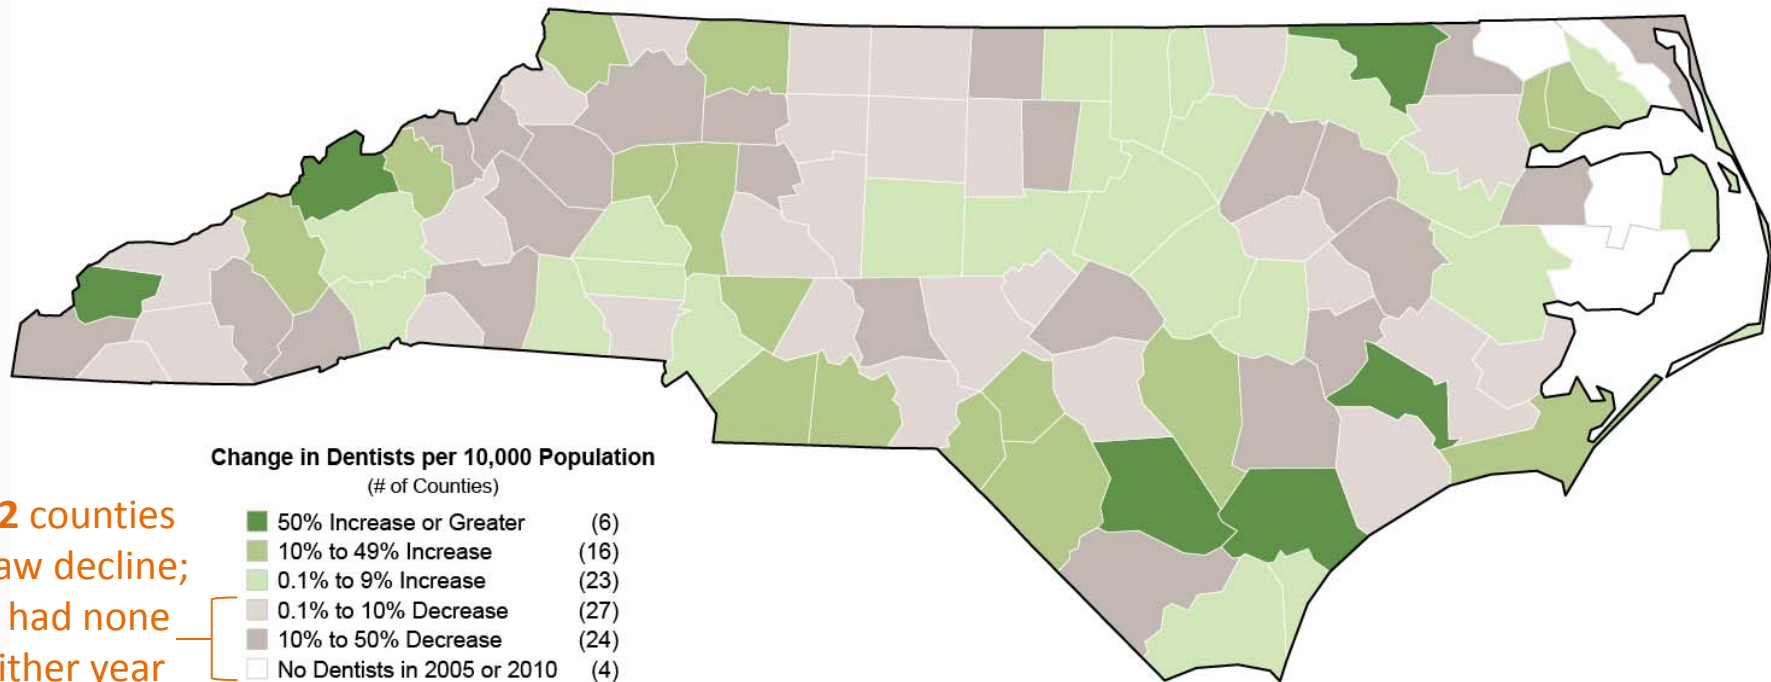 Change in Dentists per 10,000 Population
(# of Counties)
50% Increase or Greater (6)
10% to 49% Increase (16)
0.1% to 9% Increase (23)
0.1% to 10% Decrease (27)
10% to 50% Decrease (24)
No Dentists in 2005 or 2010 (4)
2 counties
aw decline;
had none
ither year